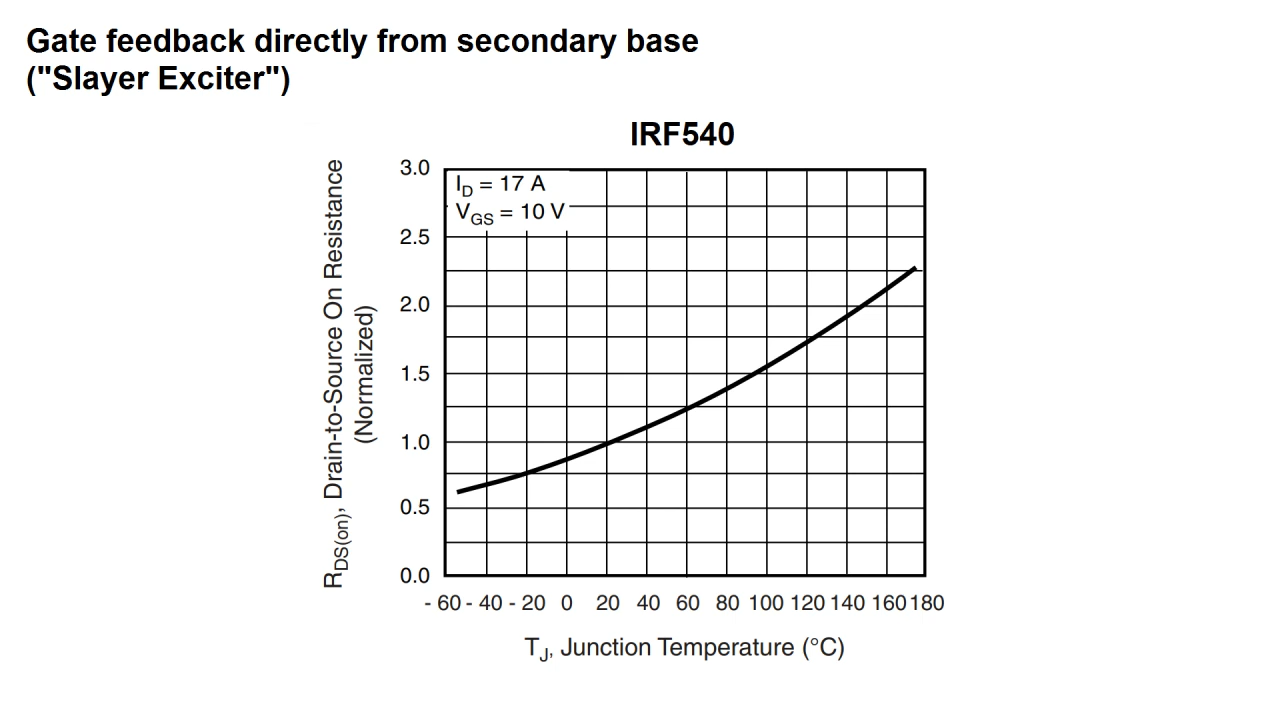 Gate feedback directly from secondary base
("Slayer Exciter")
IRF540
I_D = 17 A
V_GS = 10 V
R_DS(on), Drain-to-Source On Resistance
(Normalized)
3.0
2.5
2.0
1.5
1.0
0.5
0.0
- 60 - 40 - 20 0 20 40 60 80 100 120 140 160 180
T_J, Junction Temperature (°C)